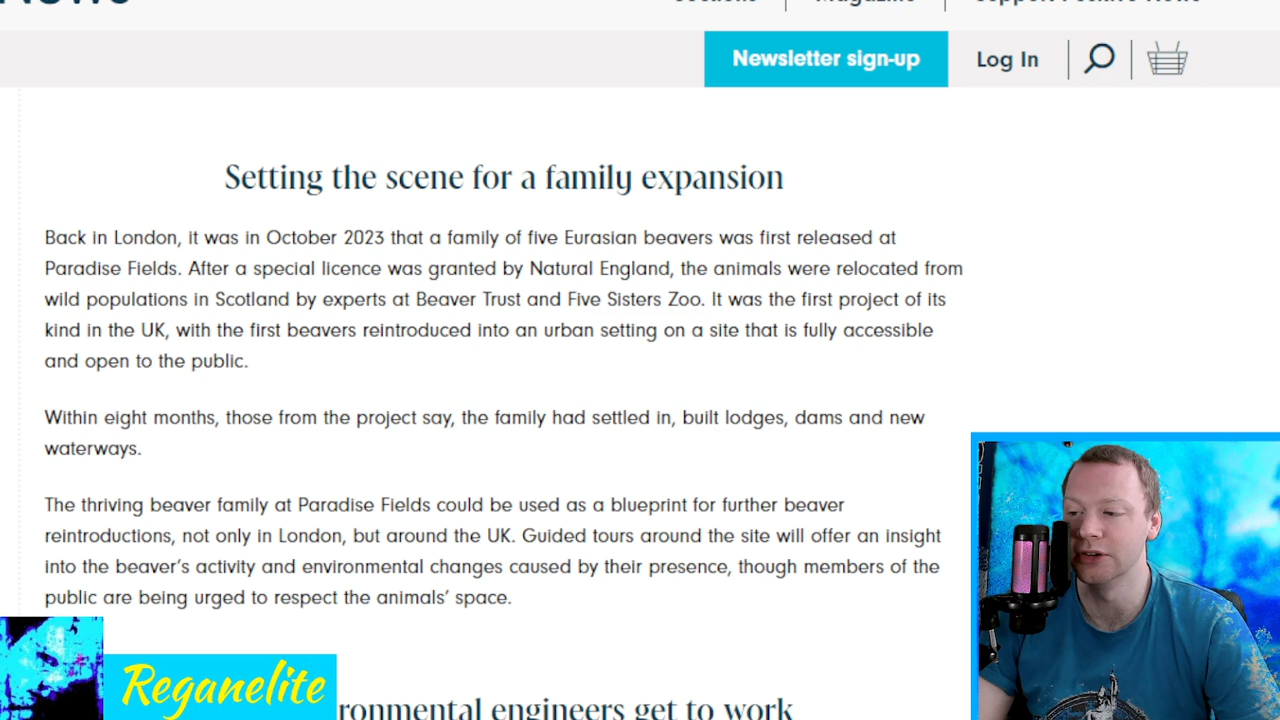 News
Sections
Magazine
Support Positive News
Newsletter sign-up
Log In
Setting the scene for a family expansion
Back in London, it was in October 2023 that a family of five Eurasian beavers was first released at
Paradise Fields. After a special licence was granted by Natural England, the animals were relocated from
wild populations in Scotland by experts at Beaver Trust and Five Sisters Zoo. It was the first project of its
kind in the UK, with the first beavers reintroduced into an urban setting on a site that is fully accessible
and open to the public.
Within eight months, those from the project say, the family had settled in, built lodges, dams and new
waterways.
The thriving beaver family at Paradise Fields could be used as a blueprint for further beaver
reintroductions, not only in London, but around the UK. Guided tours around the site will offer an insight
into the beaver’s activity and environmental changes caused by their presence, though members of the
public are being urged to respect the animals’ space.
Reganelite
ronmental engineers get to work